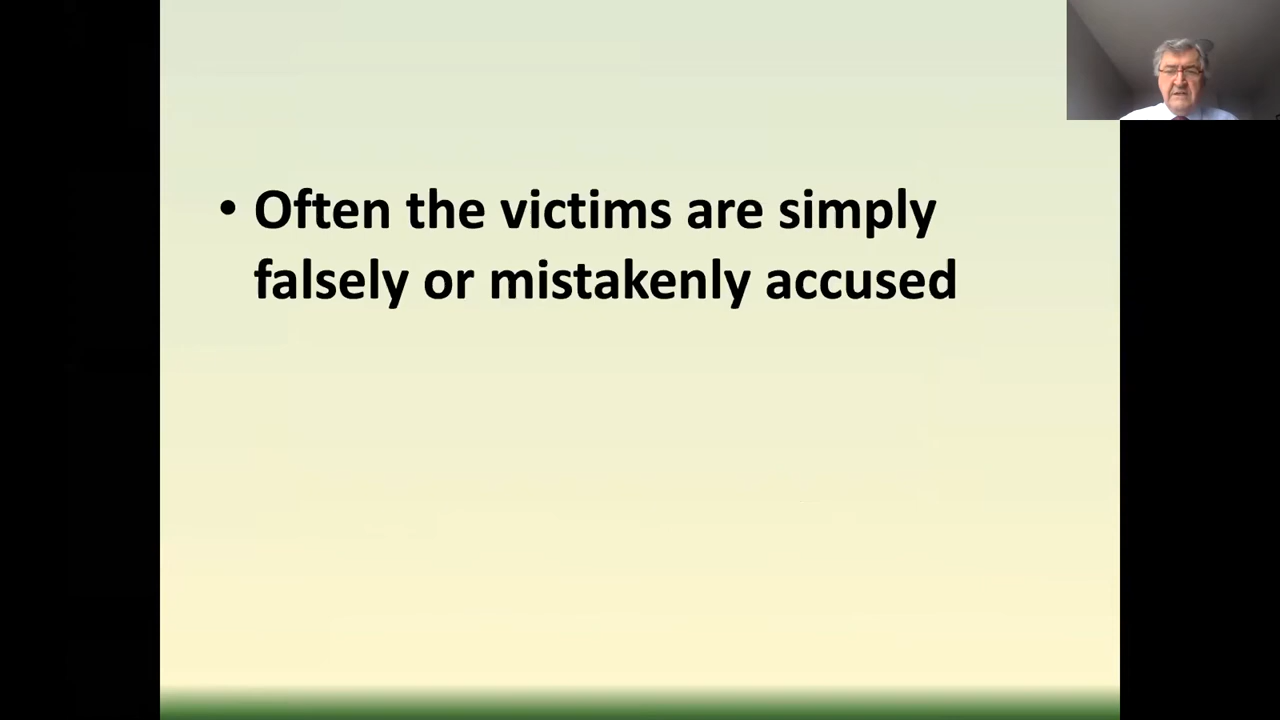 • Often the victims are simply
falsely or mistakenly accused